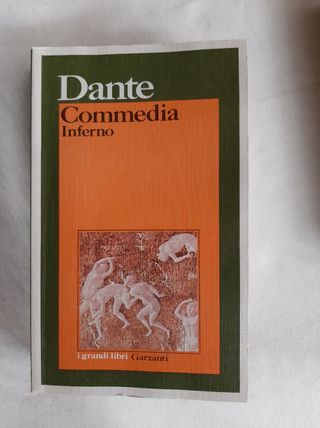 Dante
Commedia
Inferno
i grandi libri Garzanti